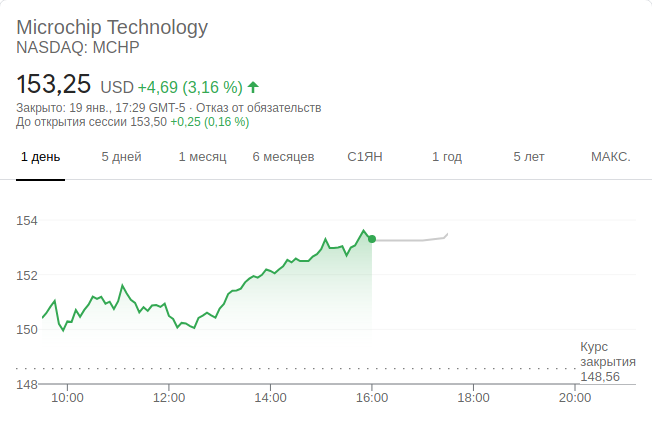 Microchip Technology
NASDAQ: MCHP
153,25 USD +4,69 (3,16 %)
Закрыто: 19 янв., 17:29 GMT-5 · Отказ от обязательств
До открытия сессии 153,50 +0,25 (0,16 %)
1 день 5 дней 1 месяц 6 месяцев С1ЯН 1 год 5 лет МАКС.
154
152
150
Курс
закрытия
148,56
148
10:00 12:00 14:00 16:00 18:00 20:00